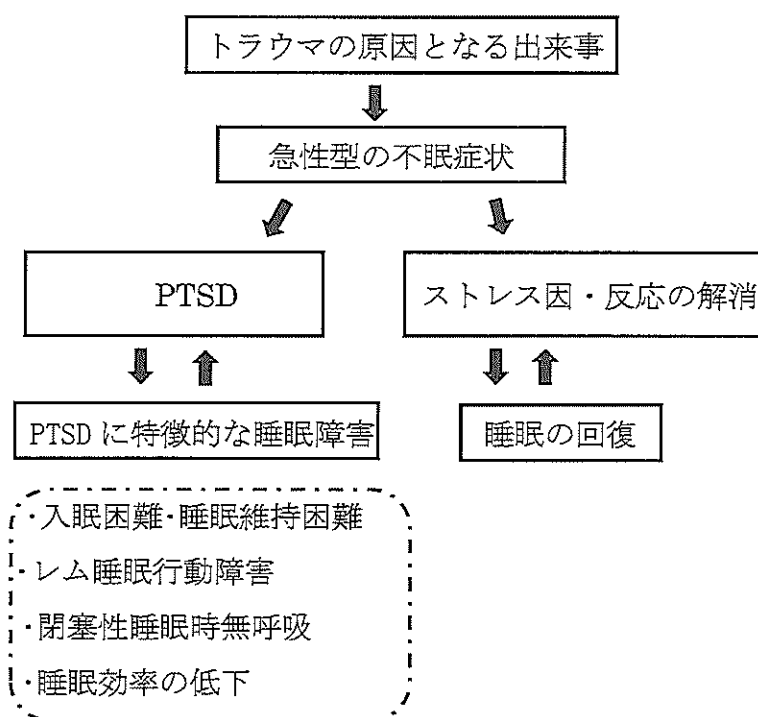 トラウマの原因となる出来事
急性型の不眠症状
PTSD
ストレス因・反応の解消
PTSDに特徴的な睡眠障害
睡眠の回復
・入眠困難・睡眠維持困難
・レム睡眠行動障害
・閉塞性睡眠時無呼吸
・睡眠効率の低下